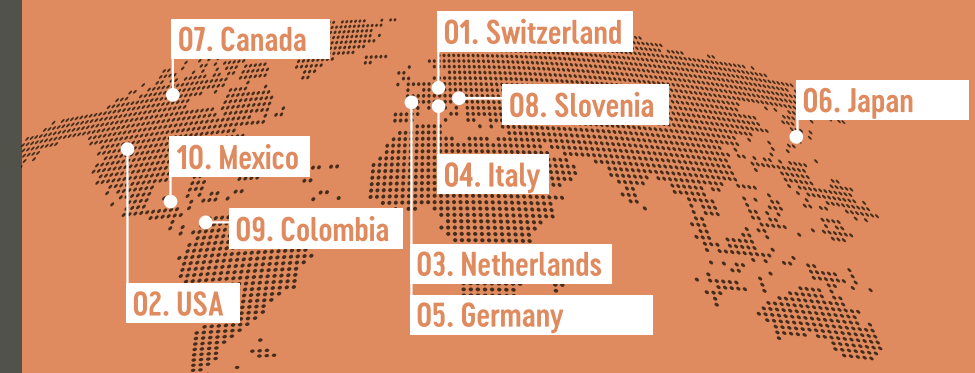 07. Canada
01. Switzerland
08. Slovenia
06. Japan
10. Mexico
04. Italy
09. Colombia
03. Netherlands
02. USA
05. Germany